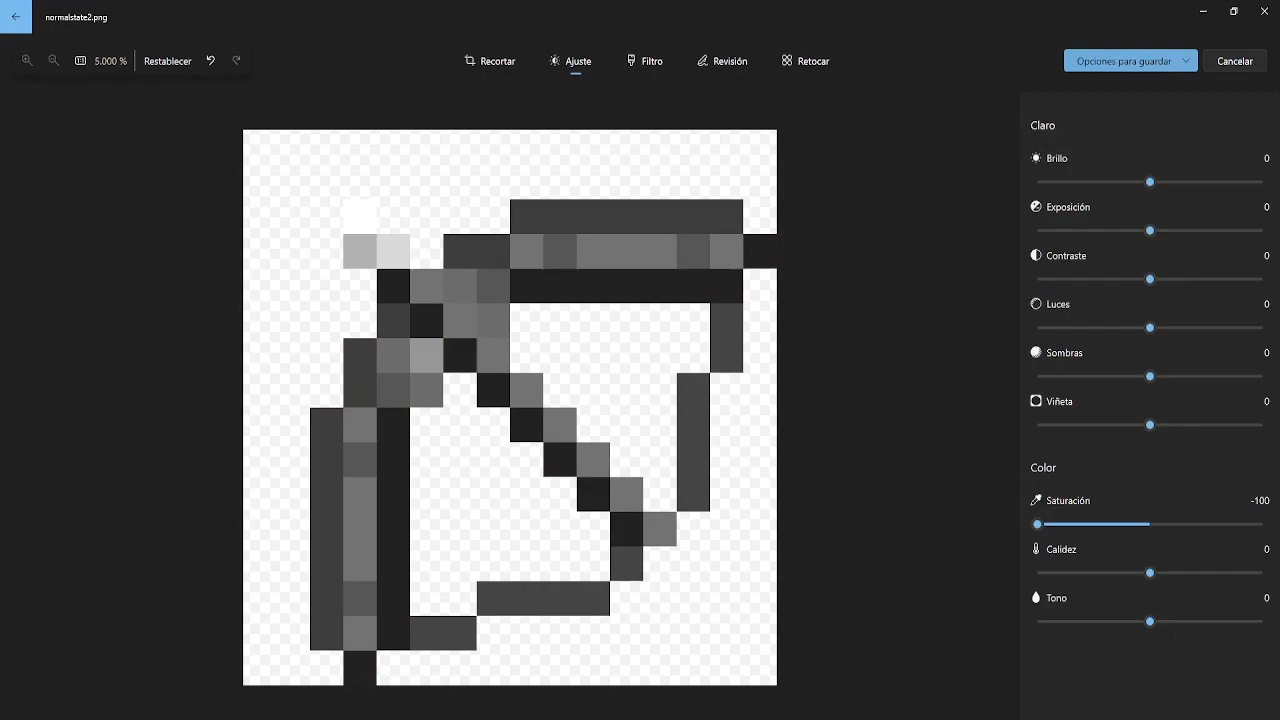 normalstate2.png
5.000 % Restablecer Recortar Ajuste Filtro Revisión Retocar Opciones para guardar Cancelar
Claro
Brillo 0
Exposición 0
Contraste 0
Luces 0
Sombras 0
Viñeta 0
Color
Saturación -100
Calidez 0
Tono 0